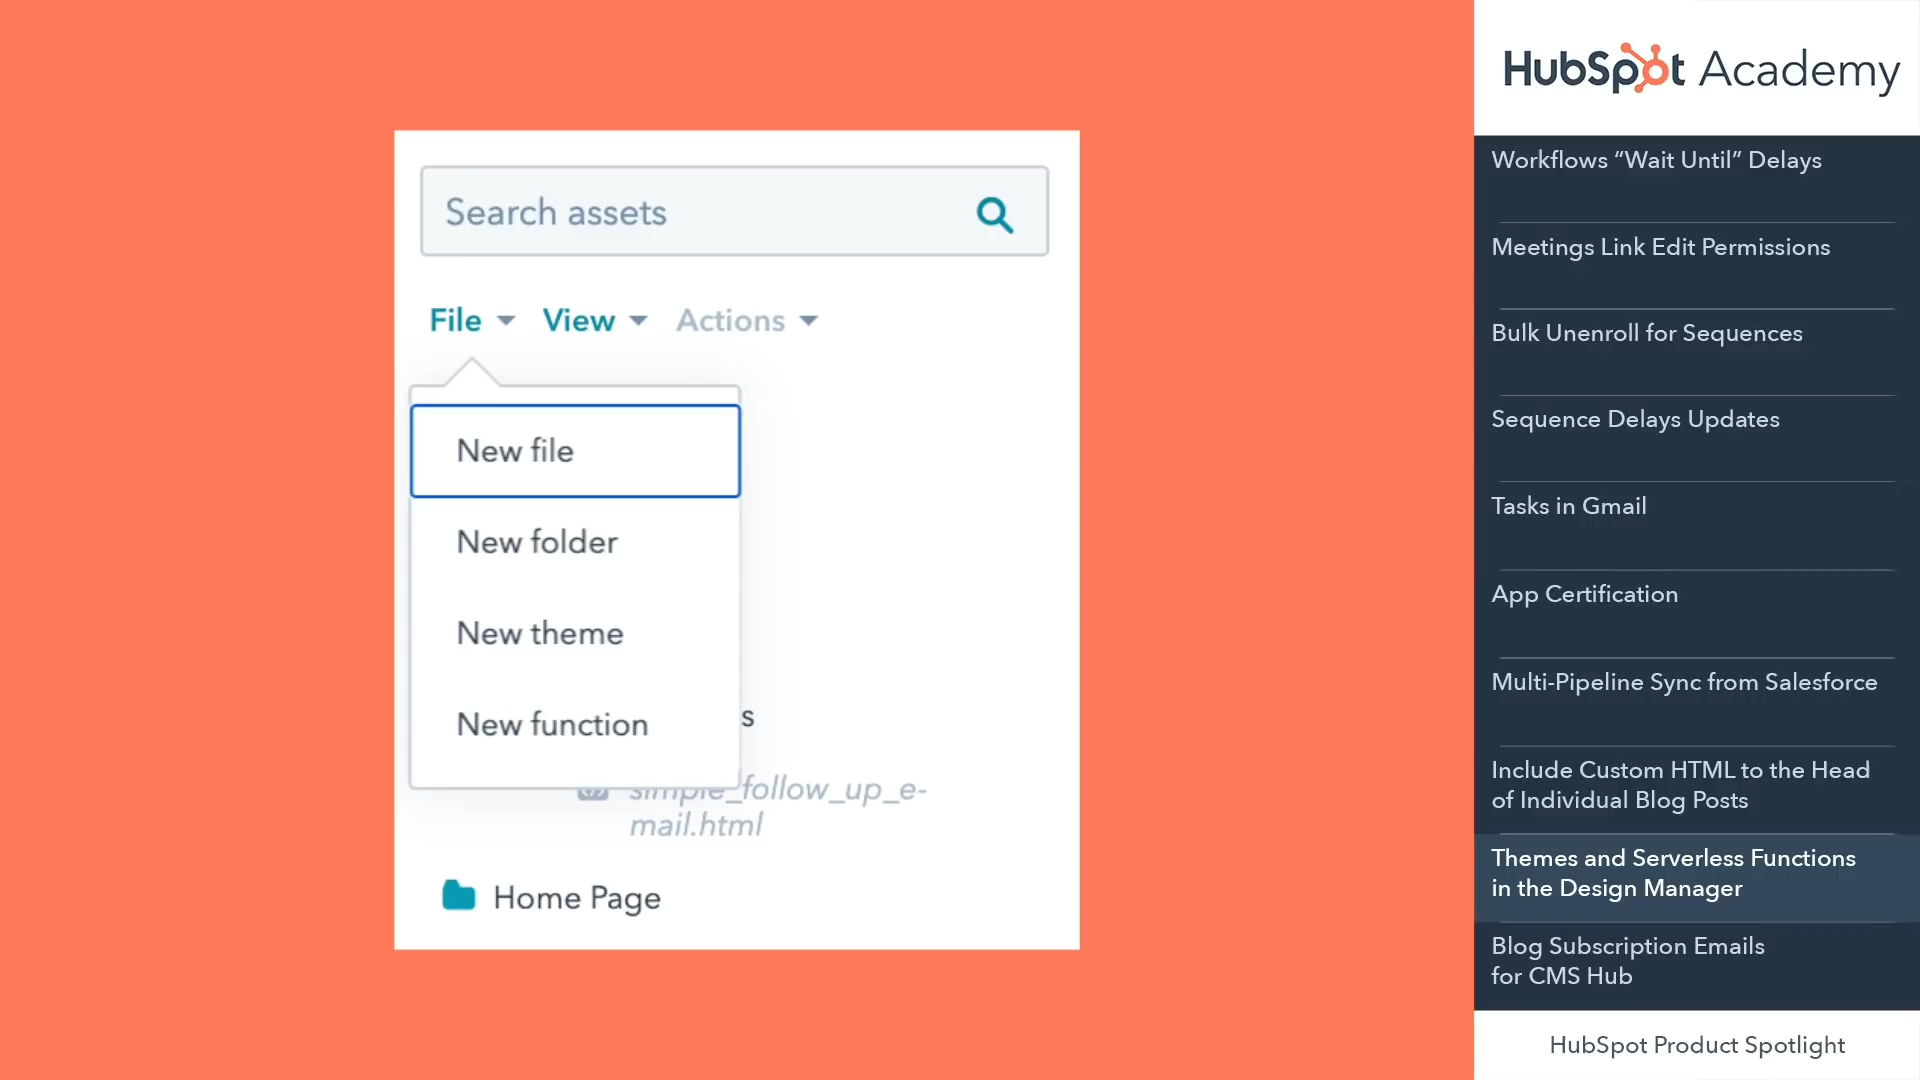 Search assets
File View Actions
New file
New folder
New theme
New function
s
simple_follow_up_e-
mail.html
Home Page
HubSpot Academy
Workflows “Wait Until” Delays
Meetings Link Edit Permissions
Bulk Unenroll for Sequences
Sequence Delays Updates
Tasks in Gmail
App Certification
Multi-Pipeline Sync from Salesforce
Include Custom HTML to the Head
of Individual Blog Posts
Themes and Serverless Functions
in the Design Manager
Blog Subscription Emails
for CMS Hub
HubSpot Product Spotlight